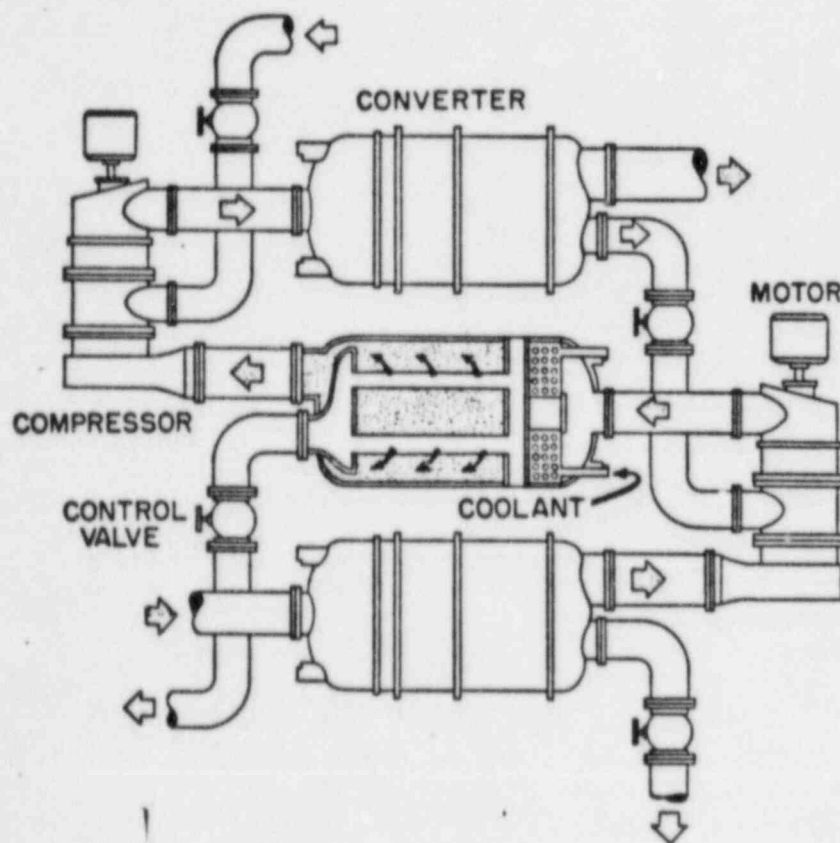 CONVERTER
MOTOR
COMPRESSOR
CONTROL
VALVE
COOLANT